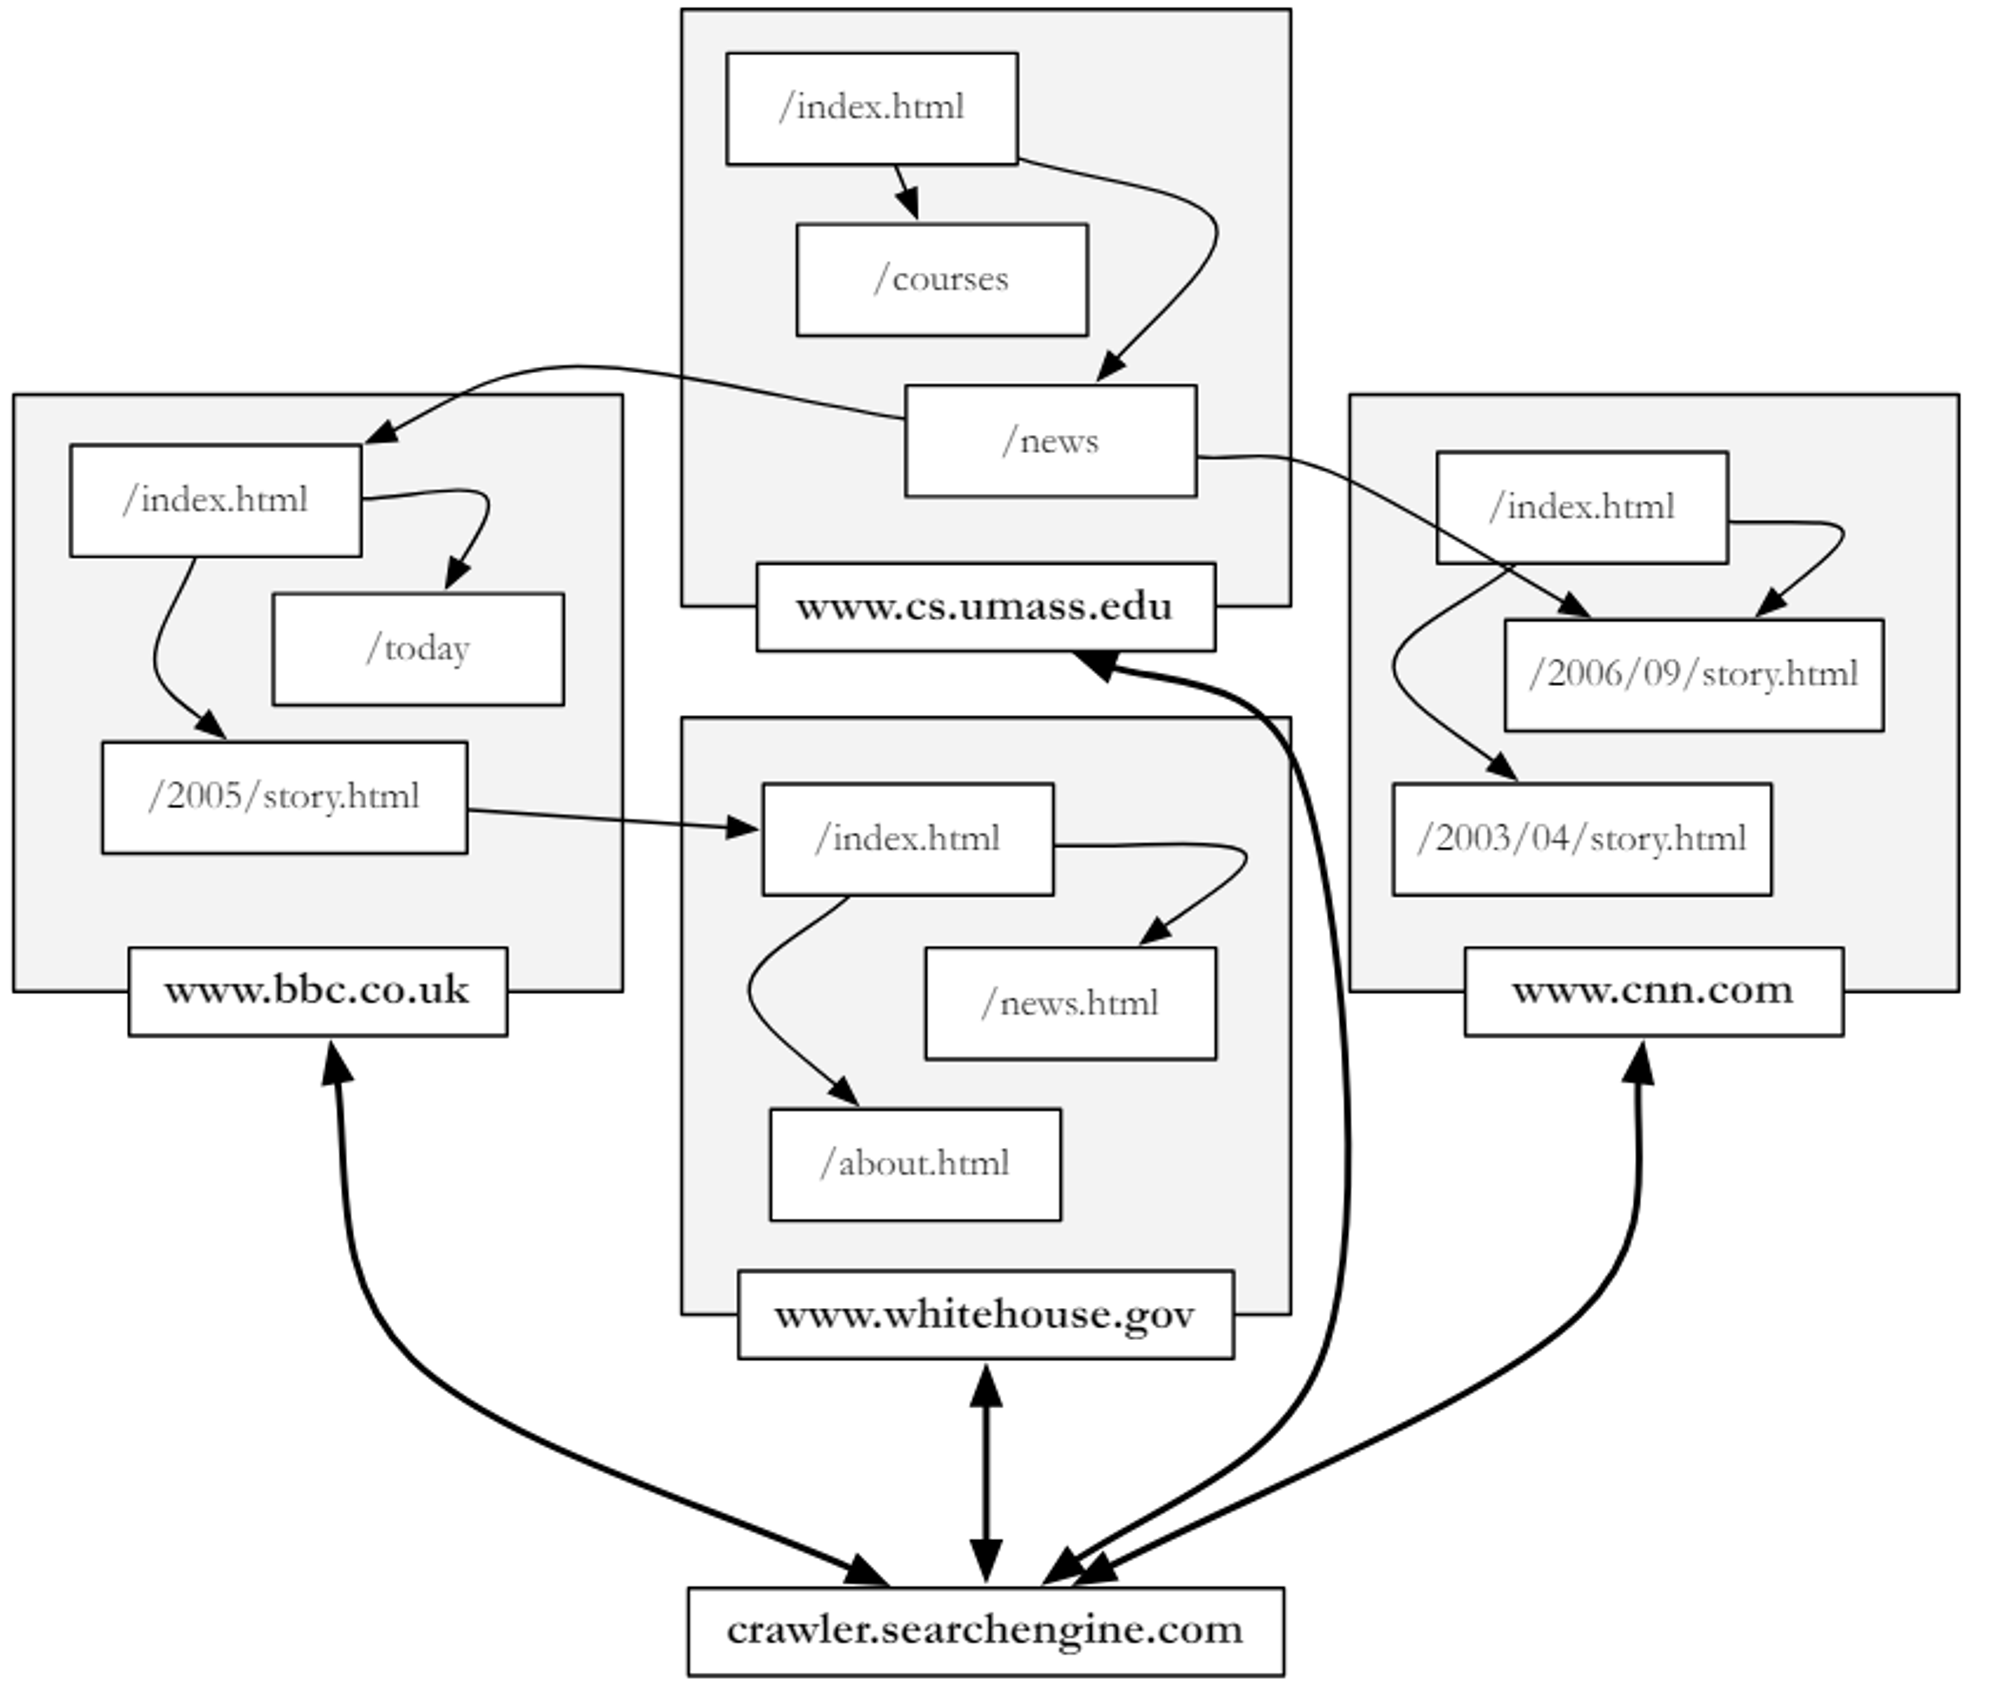 /index.html
/courses
/news
www.cs.umass.edu
/index.html
/today
/2005/story.html
www.bbc.co.uk
/index.html
/2006/09/story.html
/2003/04/story.html
www.cnn.com
/index.html
/news.html
/about.html
www.whitehouse.gov
crawler.searchengine.com